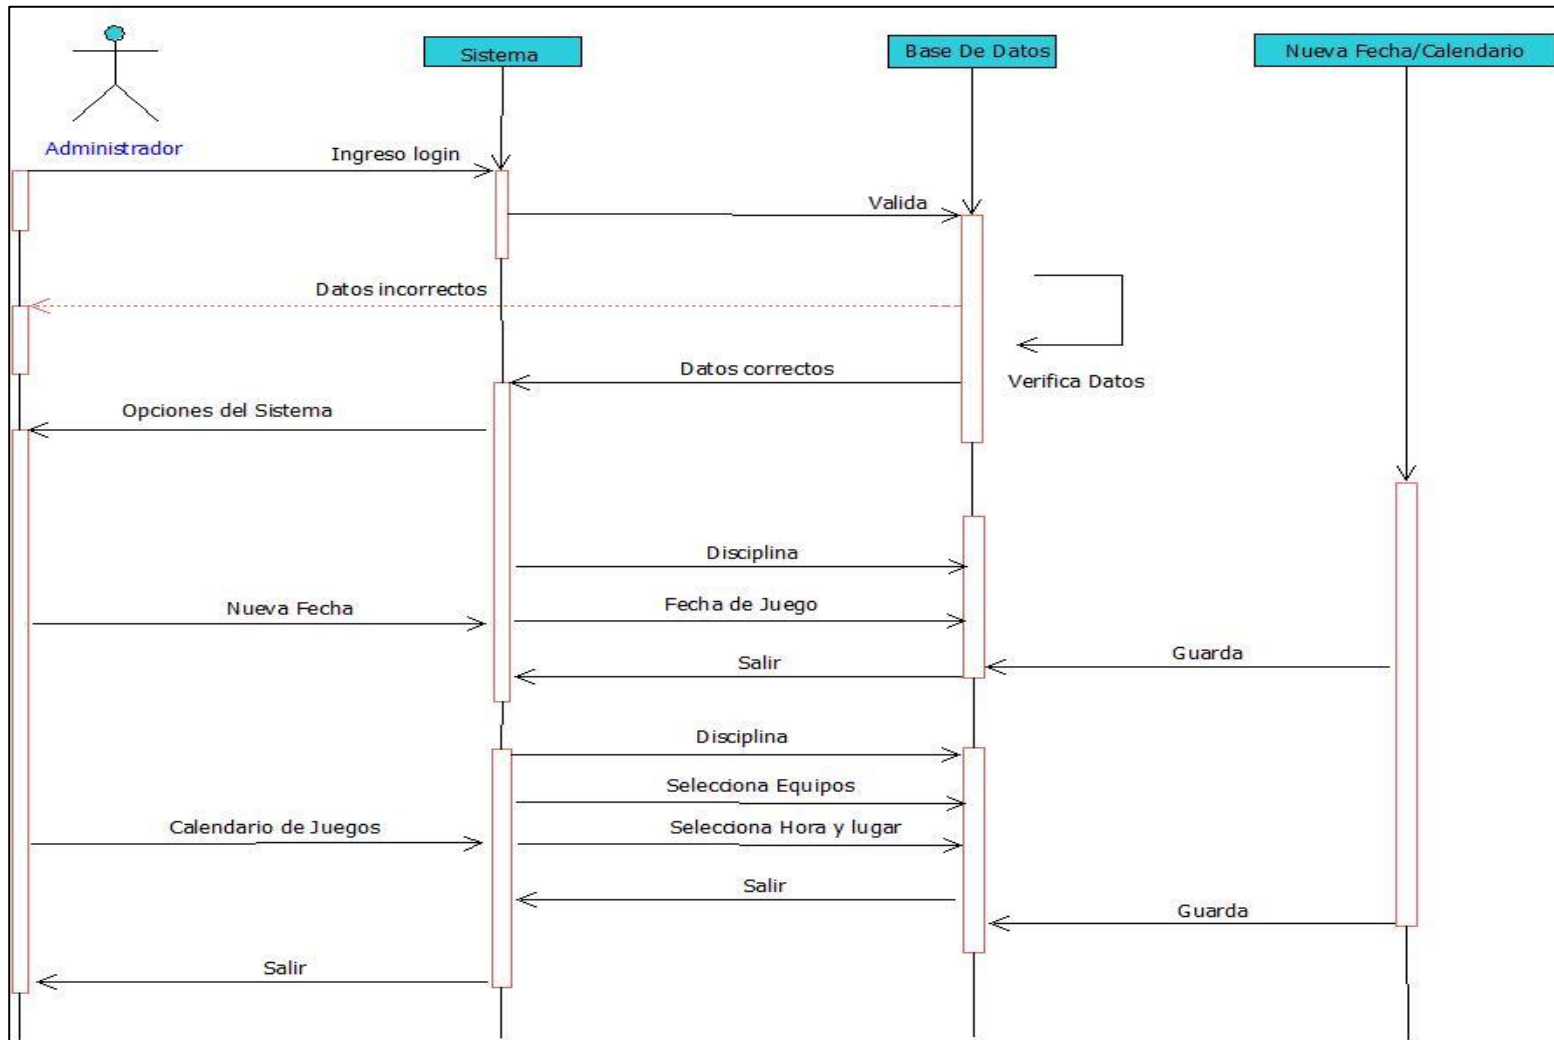 Sistema
Base De Datos
Nueva Fecha/Calendario
Administrador
Ingreso login
Valida
Datos incorrectos
Datos correctos
Verifica Datos
Opciones del Sistema
Disciplina
Nueva Fecha
Fecha de Juego
Salir
Guarda
Disciplina
Selecciona Equipos
Calendario de Juegos
Selecciona Hora y lugar
Salir
Guarda
Salir